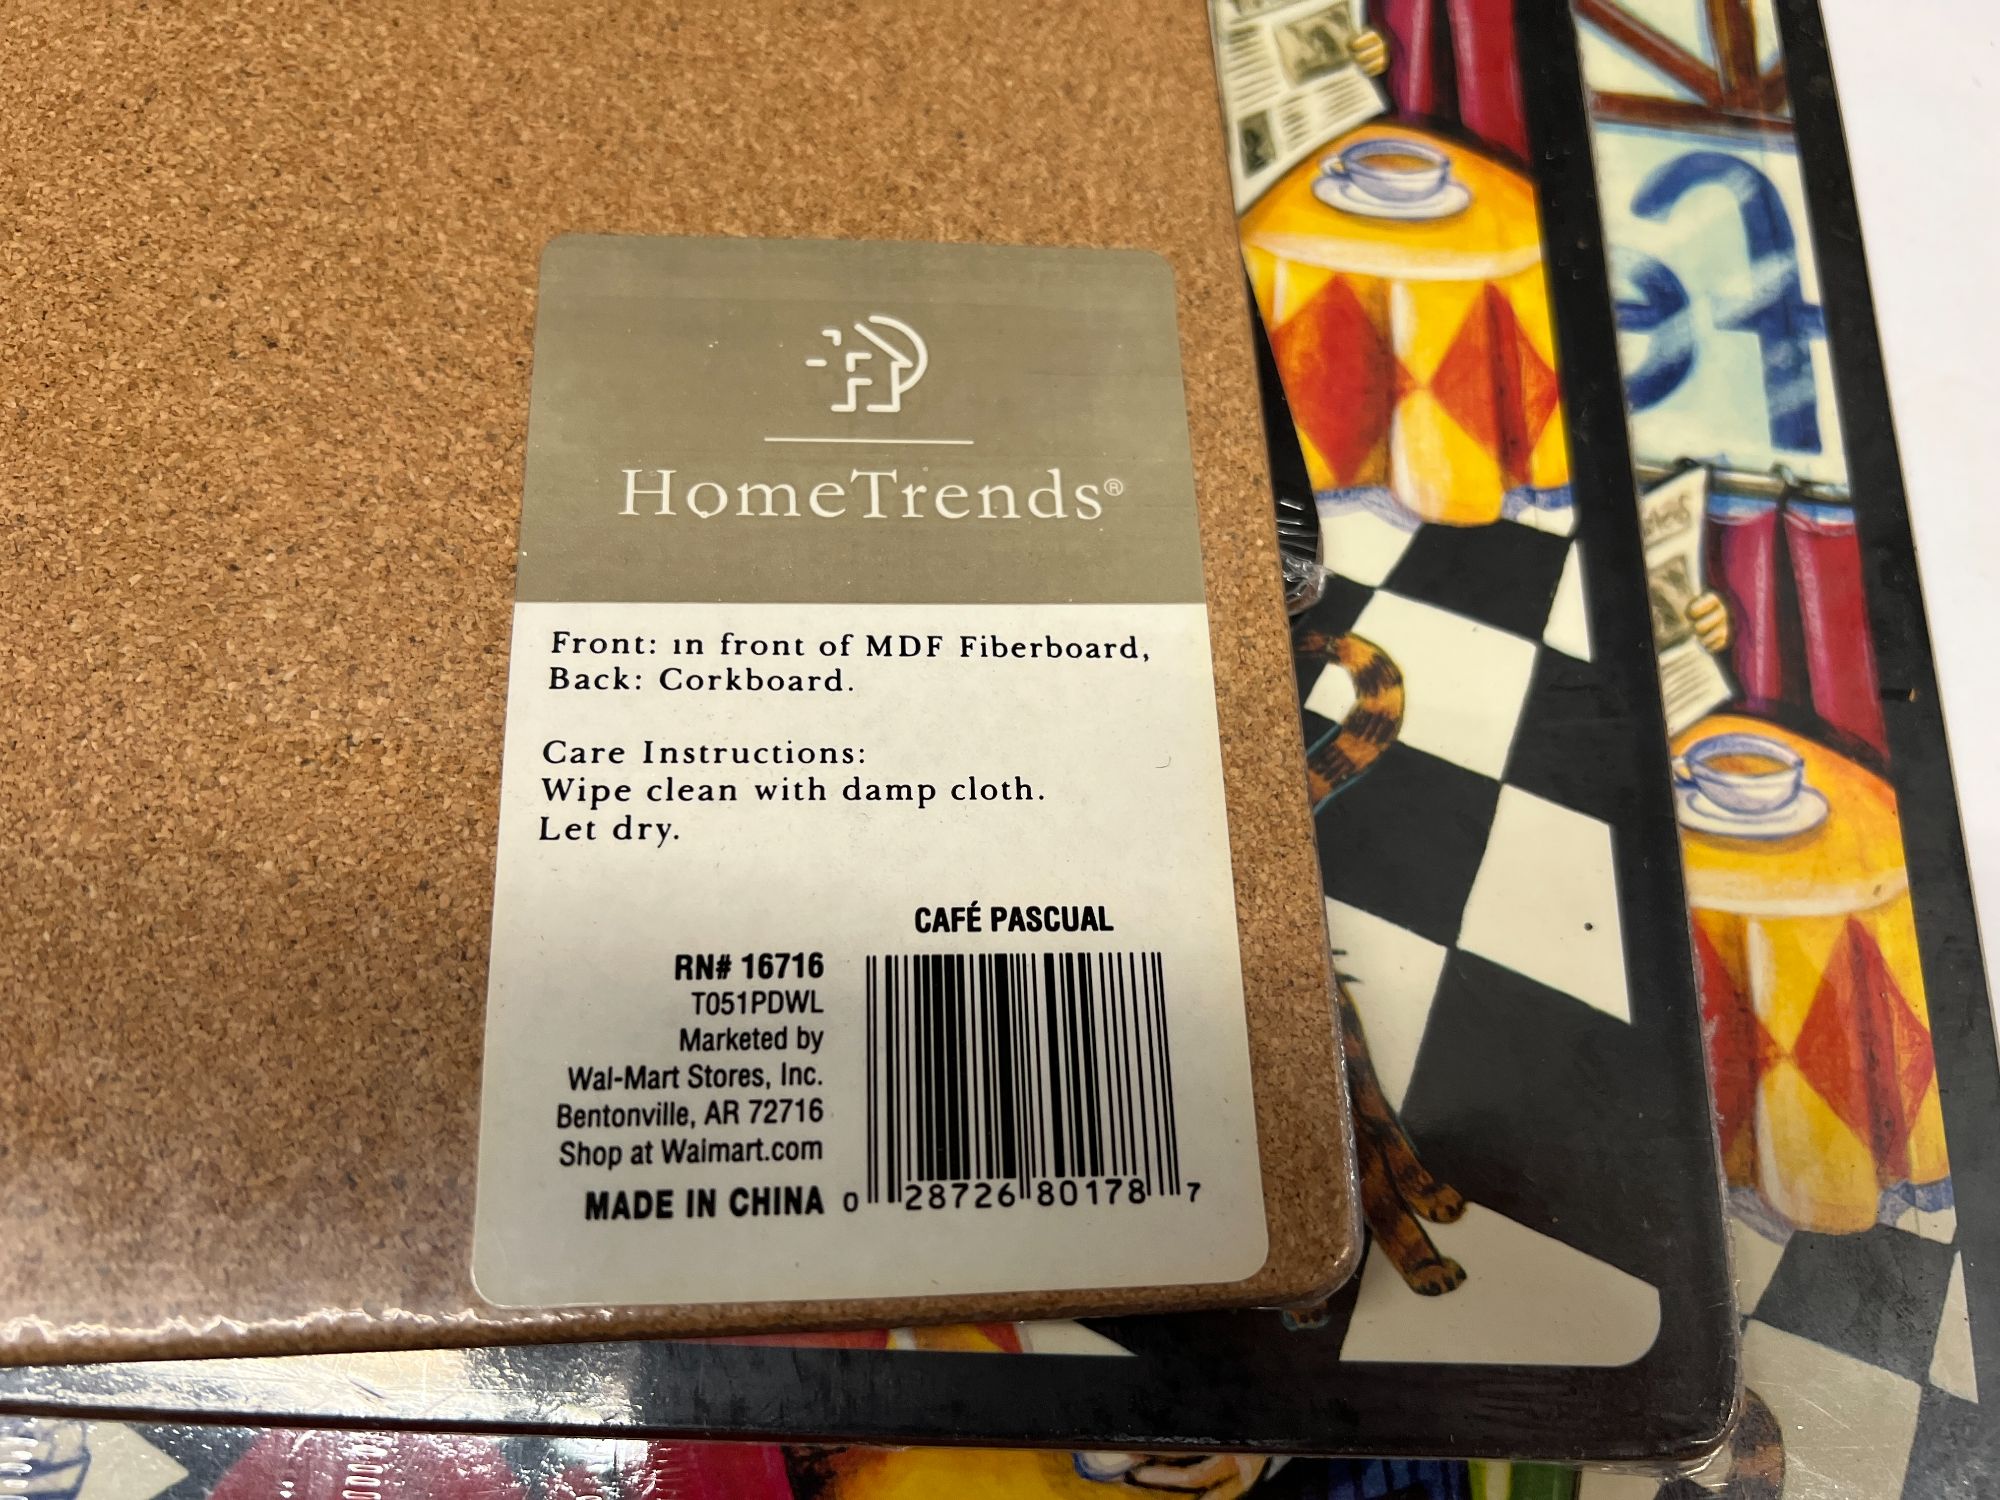 HomeTrends®
Front: in front of MDF Fiberboard,
Back: Corkboard.
Care Instructions:
Wipe clean with damp cloth.
Let dry.
CAFÉ PASCUAL
RN# 16716
T051PDWL
Marketed by
Wal-Mart Stores, Inc.
Bentonville, AR 72716
Shop at Walmart.com
MADE IN CHINA
0 28726 80178 7